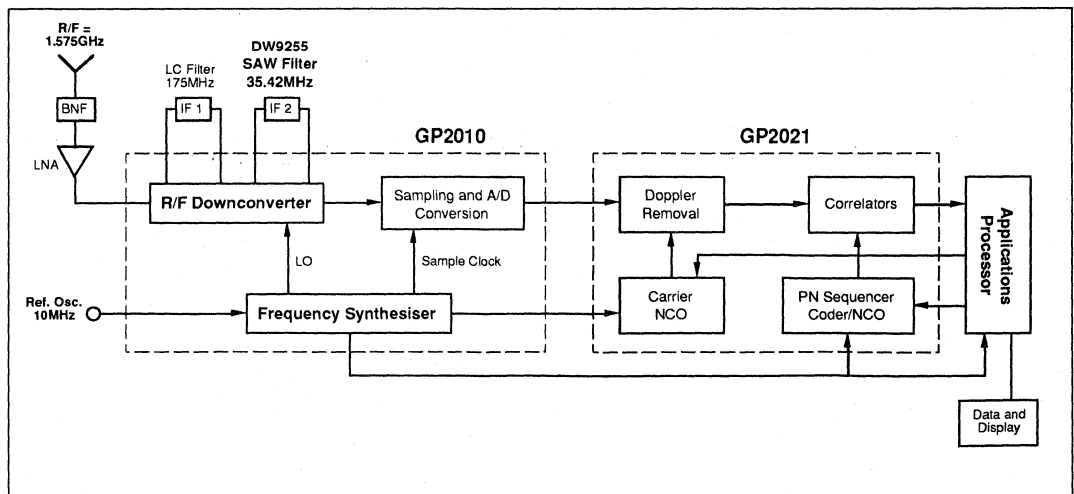 R/F =
1.575GHz
BNF
LNA
LC Filter
175MHz
IF 1
DW9255
SAW Filter
35.42MHz
IF 2
GP2010
R/F Downconverter
Sampling and A/D
Conversion
LO
Sample Clock
Ref. Osc.
10MHz
Frequency Synthesiser
GP2021
Doppler
Removal
Correlators
Carrier
NCO
PN Sequencer
Coder/NCO
Applications
Processor
Data and
Display